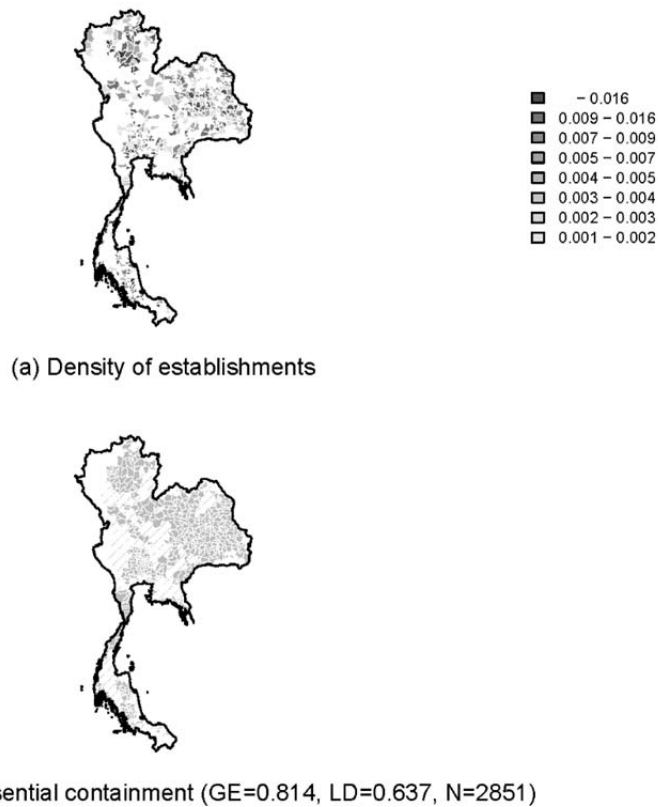 − 0.016
0.009 − 0.016
0.007 − 0.009
0.005 − 0.007
0.004 − 0.005
0.003 − 0.004
0.002 − 0.003
0.001 − 0.002
(a) Density of establishments
sential containment (GE=0.814, LD=0.637, N=2851)